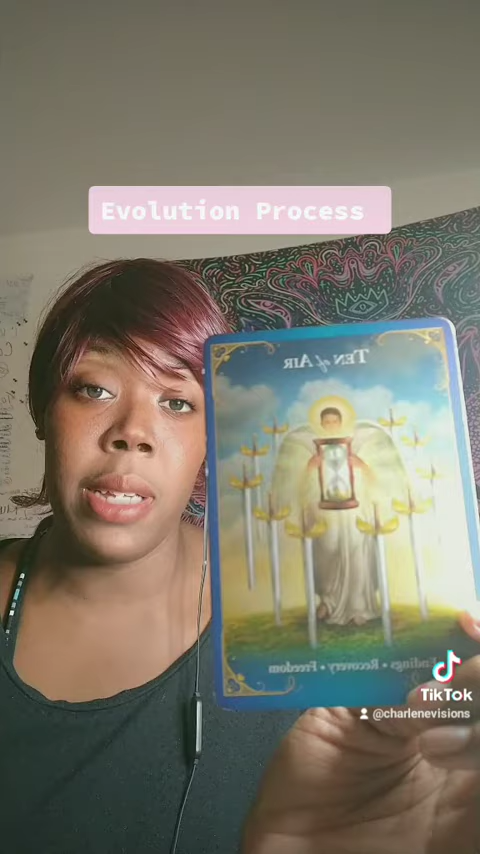 Evolution Process
TEN of AIR
Endings • Recovery • Freedom
TikTok
@charlenevisions